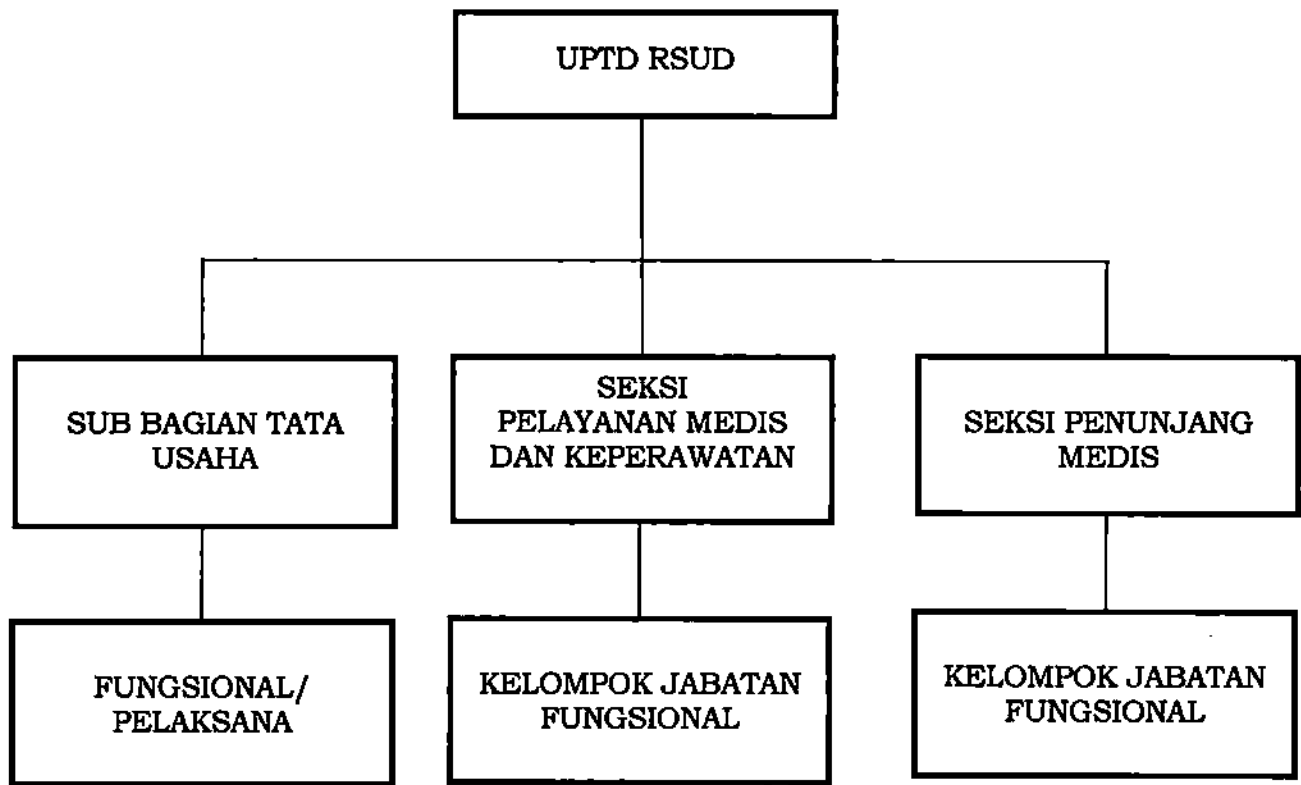 UPTD RSUD
SUB BAGIAN TATA
USAHA
SEKSI
PELAYANAN MEDIS
DAN KEPERAWATAN
SEKSI PENUNJANG
MEDIS
FUNGSIONAL/
PELAKSANA
KELOMPOK JABATAN
FUNGSIONAL
KELOMPOK JABATAN
FUNGSIONAL